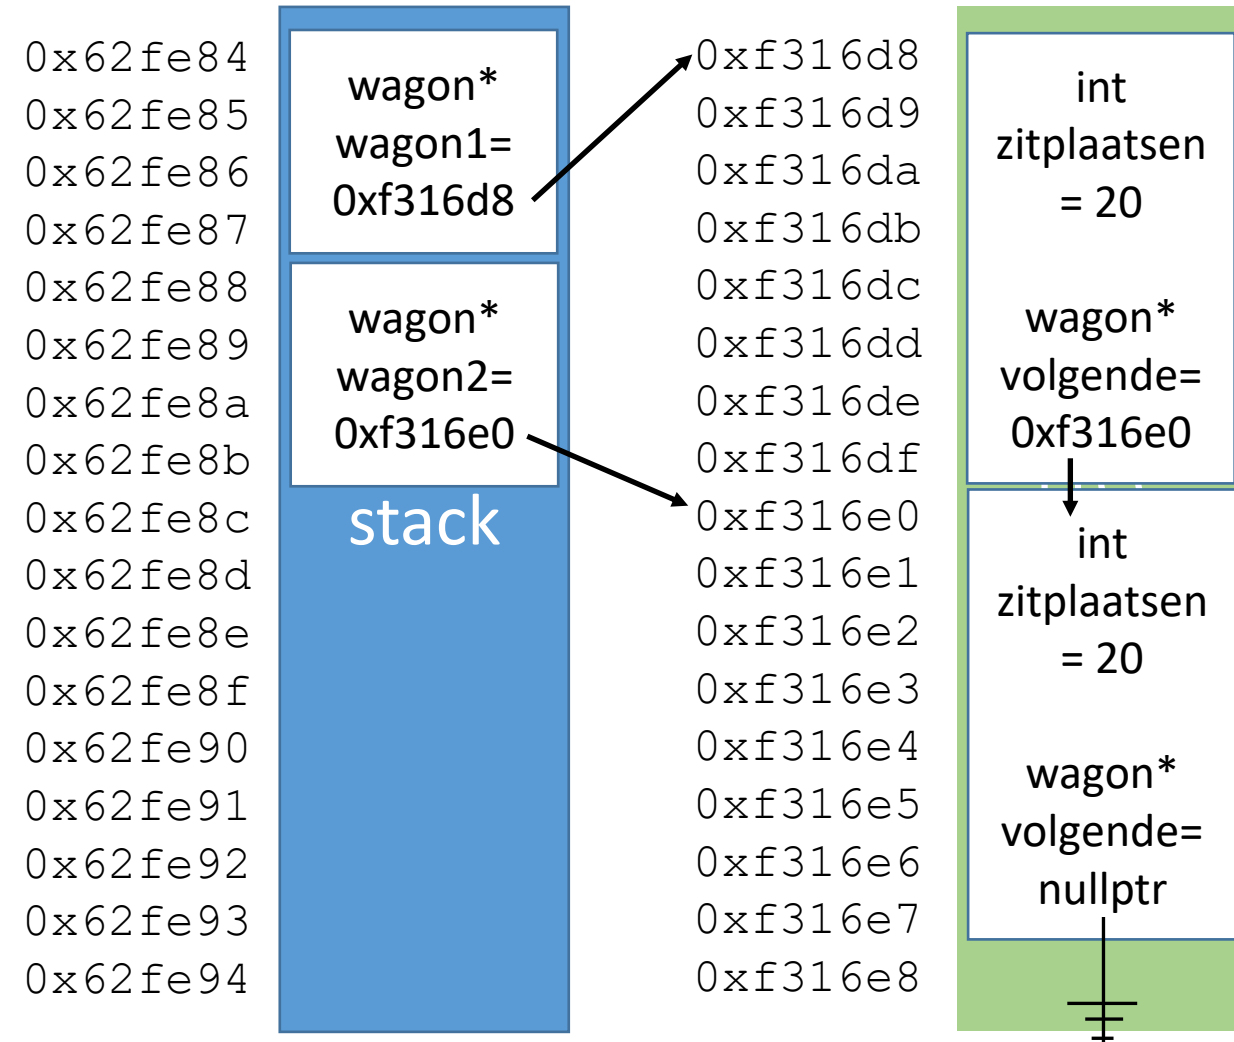 0x62fe84
0x62fe85
0x62fe86
0x62fe87
0x62fe88
0x62fe89
0x62fe8a
0x62fe8b
0x62fe8c
0x62fe8d
0x62fe8e
0x62fe8f
0x62fe90
0x62fe91
0x62fe92
0x62fe93
0x62fe94
wagon*
wagon1=
0xf316d8
wagon*
wagon2=
0xf316e0
stack
0xf316d8
0xf316d9
0xf316da
0xf316db
0xf316dc
0xf316dd
0xf316de
0xf316df
0xf316e0
0xf316e1
0xf316e2
0xf316e3
0xf316e4
0xf316e5
0xf316e6
0xf316e7
0xf316e8
int
zitplaatsen
= 20
wagon*
volgende=
0xf316e0
int
zitplaatsen
= 20
wagon*
volgende=
nullptr